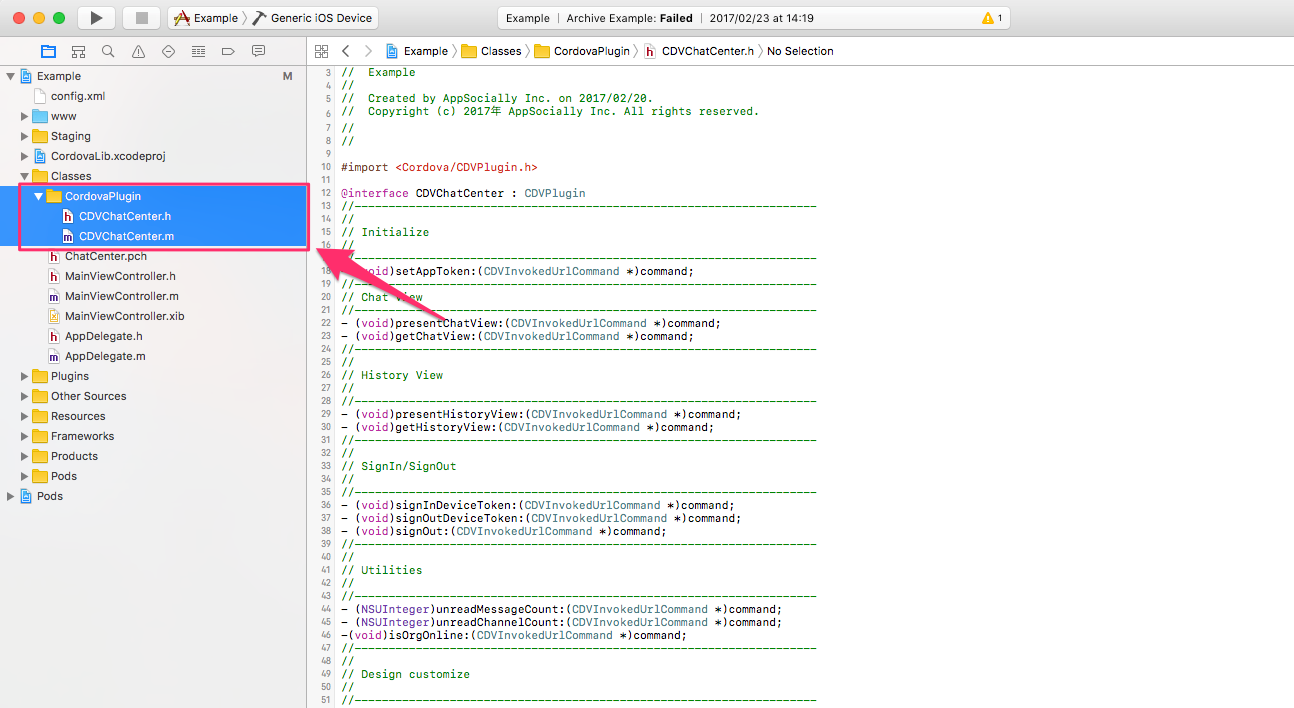 Example 〉 Generic iOS Device
Example | Archive Example: Failed | 2017/02/23 at 14:19
1
Example 〉 Classes 〉 CordovaPlugin 〉 h CDVChatCenter.h 〉 No Selection
Example M
config.xml
www
Staging
CordovaLib.xcodeproj
Classes
CordovaPlugin
h CDVChatCenter.h
m CDVChatCenter.m
h ChatCenter.pch
h MainViewController.h
m MainViewController.m
MainViewController.xib
h AppDelegate.h
m AppDelegate.m
Plugins
Other Sources
Resources
Frameworks
Products
Pods
Pods
3 //  Example
4 //
5 //  Created by AppSocially Inc. on 2017/02/20.
6 //  Copyright (c) 2017年 AppSocially Inc. All rights reserved.
7 //
8 //
9
10 #import <Cordova/CDVPlugin.h>
11
12 @interface CDVChatCenter : CDVPlugin
13 //--------------------------------------------------------------------
14 //
15 // Initialize
16 //
//--------------------------------------------------------------------
18 void)setAppToken:(CDVInvokedUrlCommand *)command;
19 //--------------------------------------------------------------------
20 // Chat View
21 //--------------------------------------------------------------------
22 - (void)presentChatView:(CDVInvokedUrlCommand *)command;
23 - (void)getChatView:(CDVInvokedUrlCommand *)command;
24 //--------------------------------------------------------------------
25 //
26 // History View
27 //
28 //--------------------------------------------------------------------
29 - (void)presentHistoryView:(CDVInvokedUrlCommand *)command;
30 - (void)getHistoryView:(CDVInvokedUrlCommand *)command;
31 //--------------------------------------------------------------------
32 //
33 // SignIn/SignOut
34 //
35 //--------------------------------------------------------------------
36 - (void)signInDeviceToken:(CDVInvokedUrlCommand *)command;
37 - (void)signOutDeviceToken:(CDVInvokedUrlCommand *)command;
38 - (void)signOut:(CDVInvokedUrlCommand *)command;
39 //--------------------------------------------------------------------
40 //
41 // Utilities
42 //
43 //--------------------------------------------------------------------
44 - (NSUInteger)unreadMessageCount:(CDVInvokedUrlCommand *)command;
45 - (NSUInteger)unreadChannelCount:(CDVInvokedUrlCommand *)command;
46 -(void)isOrgOnline:(CDVInvokedUrlCommand *)command;
47 //--------------------------------------------------------------------
48 //
49 // Design customize
50 //
51 //--------------------------------------------------------------------